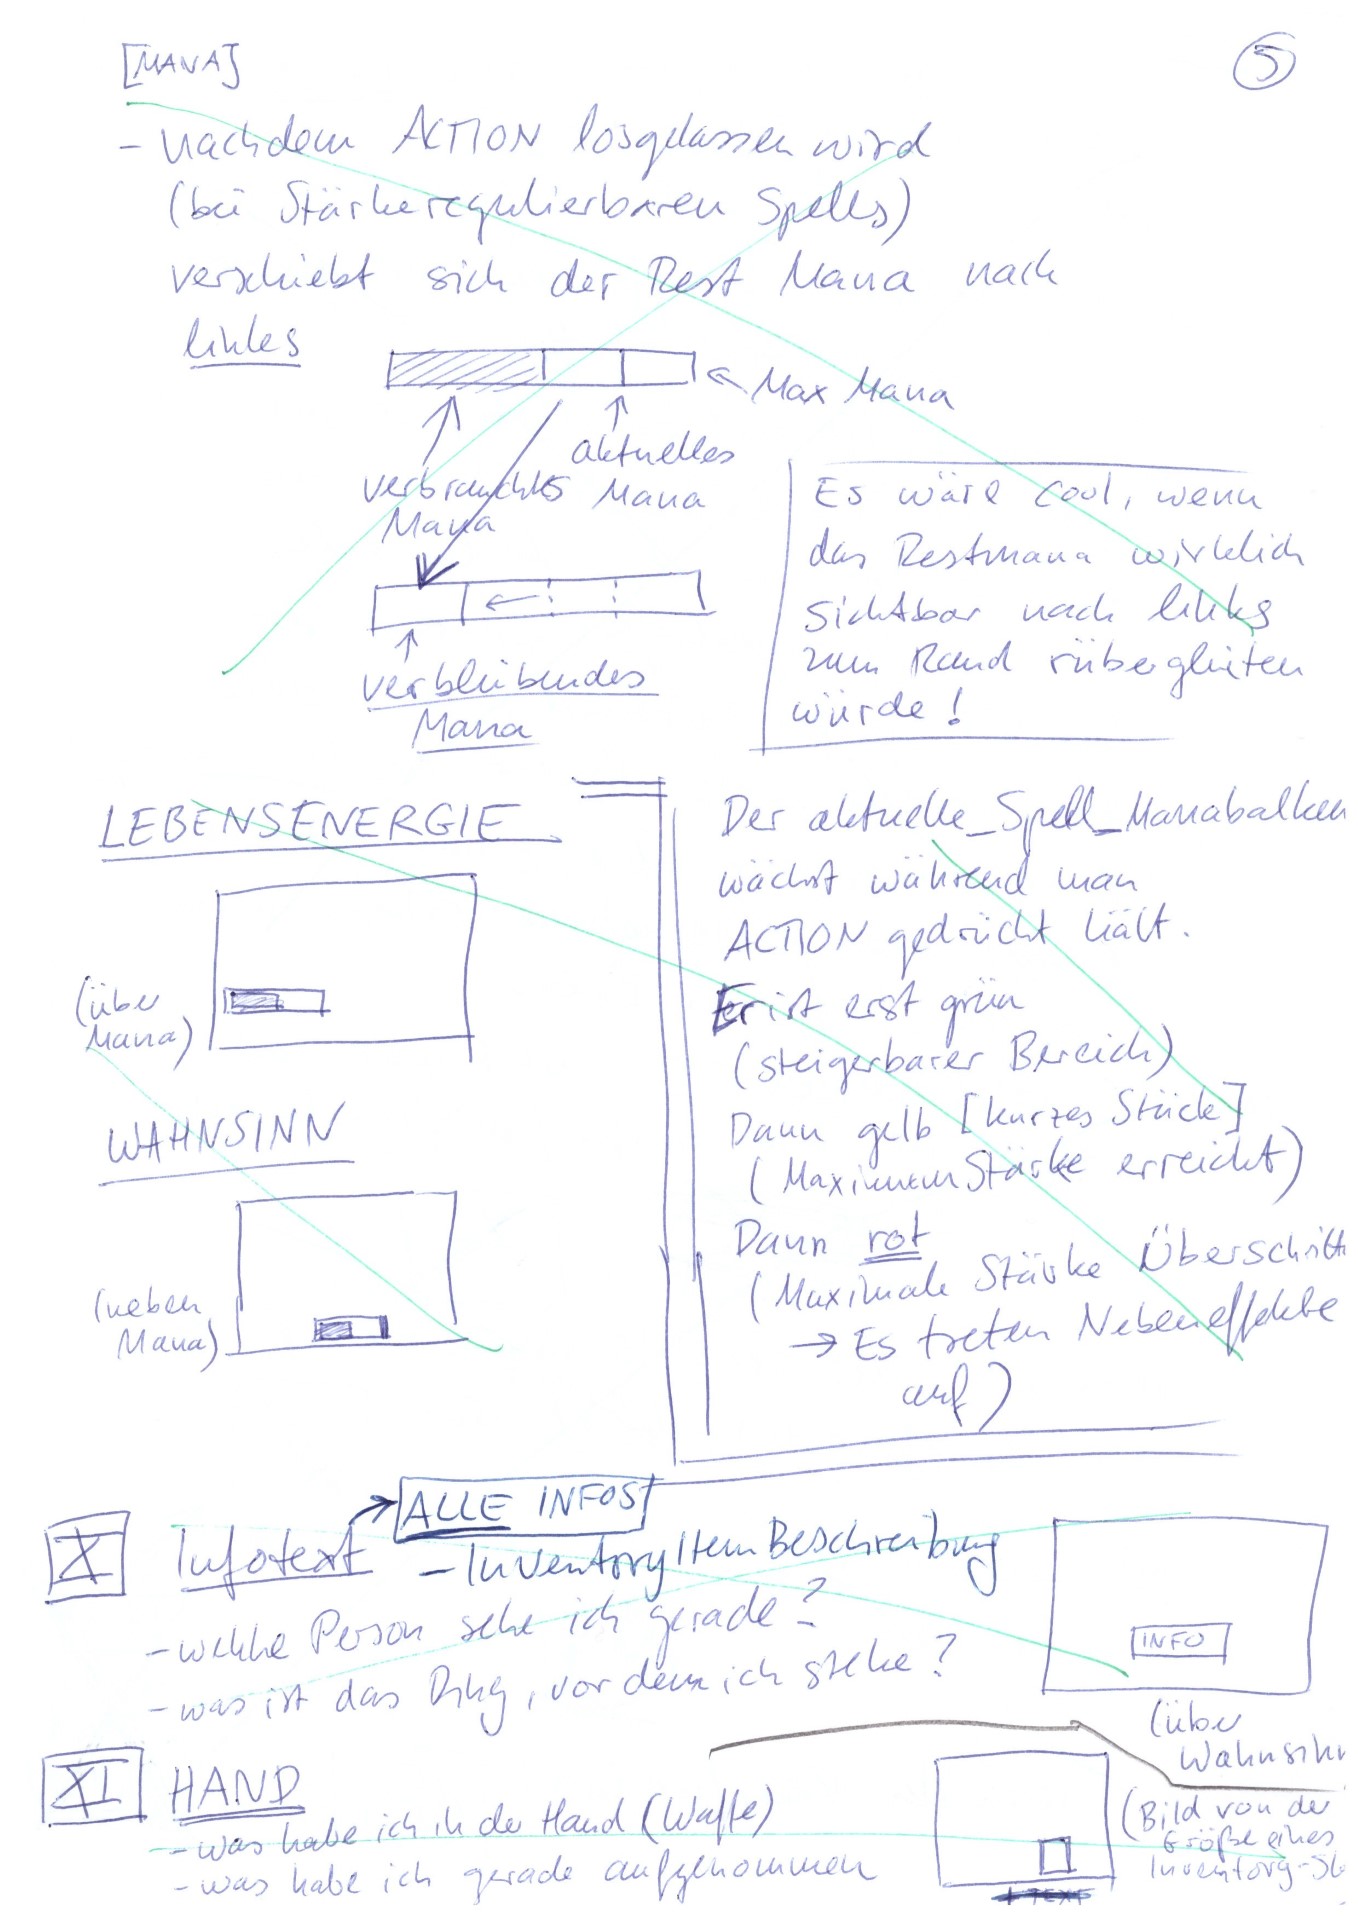 [MANA]
5
- nachdem ACTION losgelassen wird
(bei Stärkeregulierbaren Spells)
verschiebt sich der Rest Mana nach
links
← Max Mana
aktuelles
Mana
verbrauchtes
Mana
verbleibendes
Mana
Es wäre cool, wenn
das Restmana wirklich
sichtbar nach links
zum Rand rübergleiten
würde!
LEBENSENERGIE
(über
Mana)
WAHNSINN
(neben
Mana)
Der aktuelle_Spell_Manabalken
wächst während man
ACTION gedrückt hält.
Er ist erst grün
(steigerbarer Bereich)
Dann gelb [kurzes Stück]
(Maximum Stärke erreicht)
Dann rot
(Maximale Stärke Überschritt
→ Es treten Nebeneffekte
auf)
X Infotext → ALLE INFOS
- Inventory Item Beschreibung
- welche Person sehe ich gerade?
- was ist das Ding, vor dem ich stehe?
INFO
(über
Wahnsinn
XI HAND
- was habe ich in der Hand (Waffe)
- was habe ich gerade aufgenommen
(Bild von der
Größe eines
Inventory-Sl